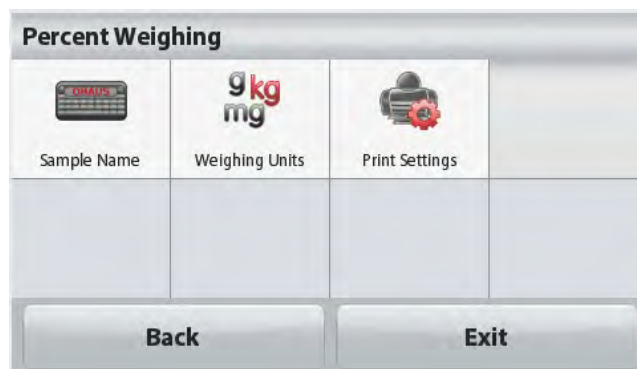 Percent Weighing
OHAUS
g kg
mg
Sample Name Weighing Units Print Settings
Back Exit